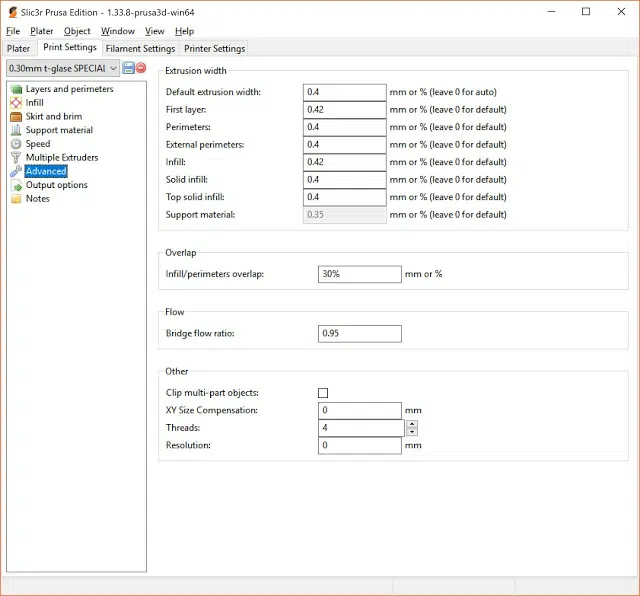 Slic3r Prusa Edition - 1.33.8-prusa3d-win64
File Plater Object Window View Help
Plater Print Settings Filament Settings Printer Settings
0.30mm t-glase SPECIAL
Layers and perimeters
Infill
Skirt and brim
Support material
Speed
Multiple Extruders
Advanced
Output options
Notes
Extrusion width
Default extrusion width: 0.4 mm or % (leave 0 for auto)
First layer: 0.42 mm or % (leave 0 for default)
Perimeters: 0.4 mm or % (leave 0 for default)
External perimeters: 0.4 mm or % (leave 0 for default)
Infill: 0.42 mm or % (leave 0 for default)
Solid infill: 0.4 mm or % (leave 0 for default)
Top solid infill: 0.4 mm or % (leave 0 for default)
Support material: 0.35 mm or % (leave 0 for default)
Overlap
Infill/perimeters overlap: 30% mm or %
Flow
Bridge flow ratio: 0.95
Other
Clip multi-part objects:
XY Size Compensation: 0 mm
Threads: 4
Resolution: 0 mm